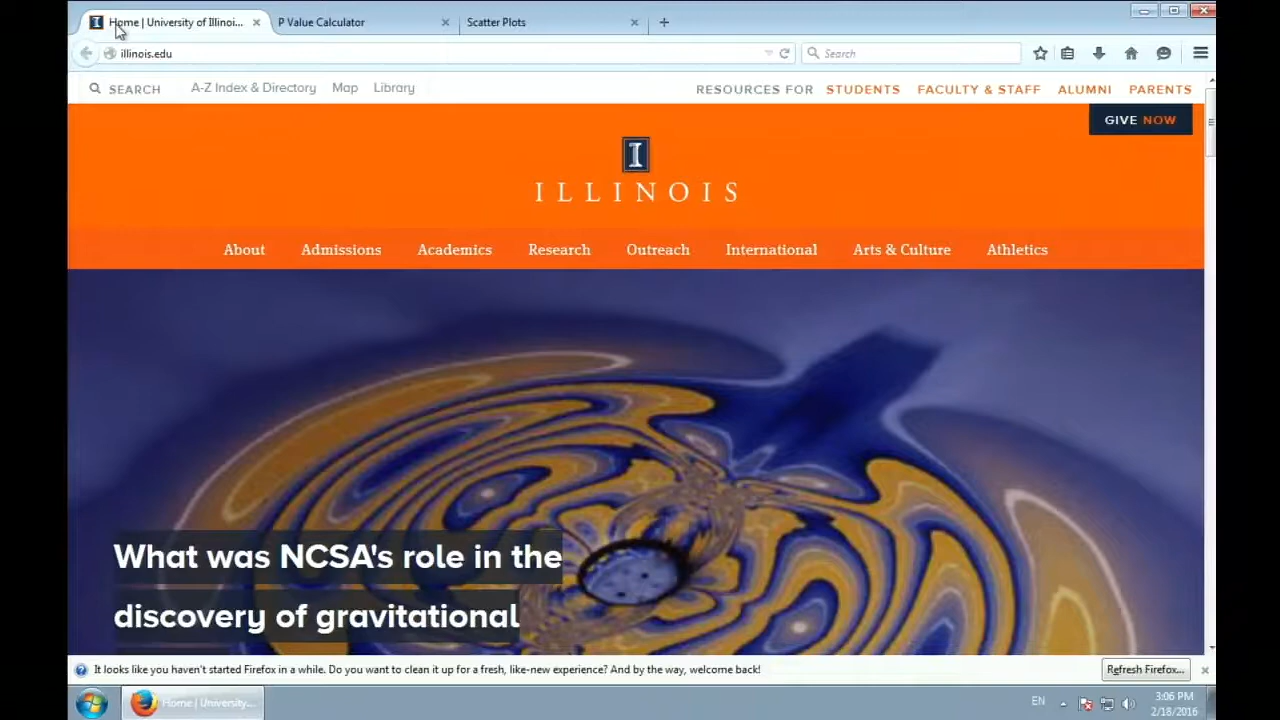 Home | University of Illinoi...
P Value Calculator
Scatter Plots
illinois.edu
Search
SEARCH
A-Z Index & Directory
Map
Library
RESOURCES FOR
STUDENTS
FACULTY & STAFF
ALUMNI
PARENTS
GIVE NOW
I
ILLINOIS
About
Admissions
Academics
Research
Outreach
International
Arts & Culture
Athletics
What was NCSA's role in the
discovery of gravitational
It looks like you haven't started Firefox in a while. Do you want to clean it up for a fresh, like-new experience? And by the way, welcome back!
Refresh Firefox...
Home | University...
EN
3:06 PM
2/18/2016